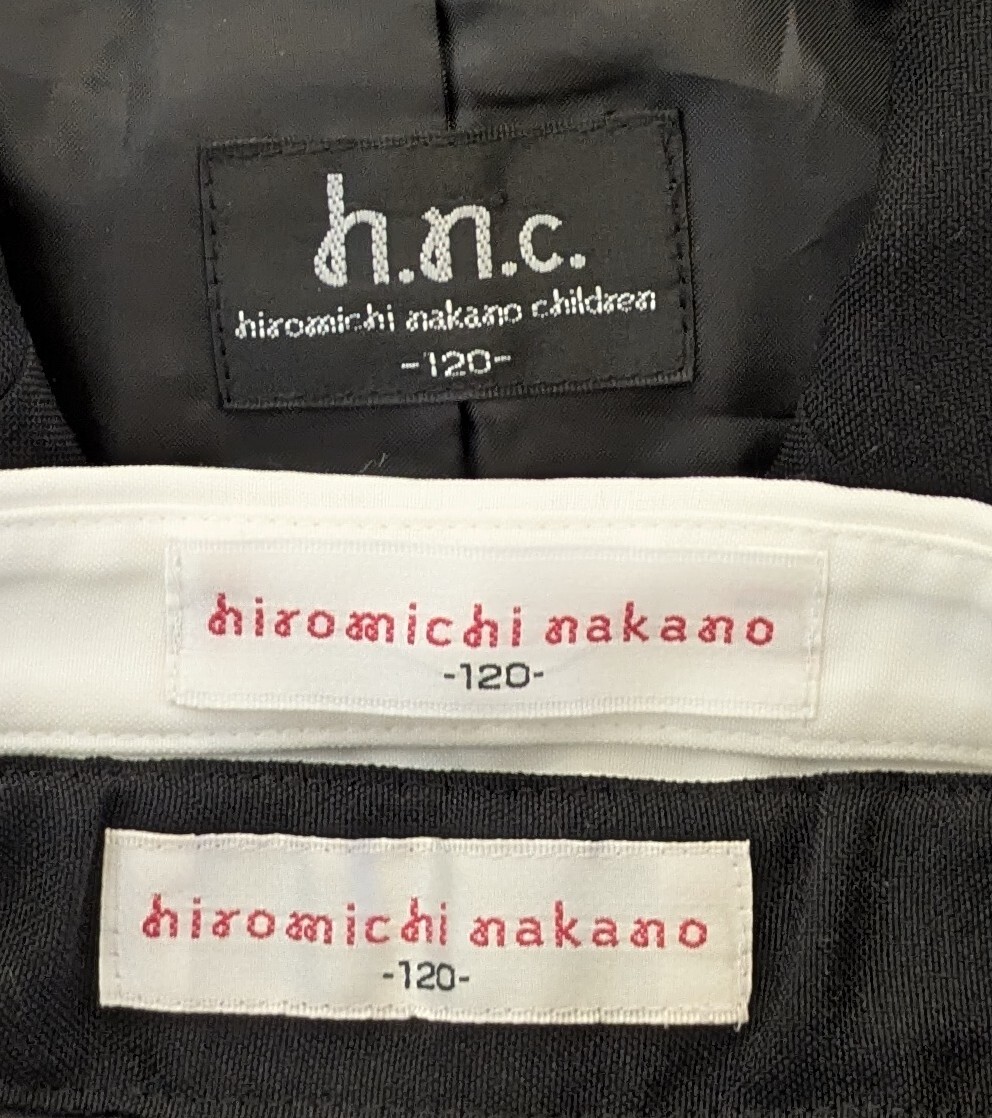 h.n.c.
hiromichi nakano children
-120-
hiromichi nakano
-120-
hiromichi nakano
-120-